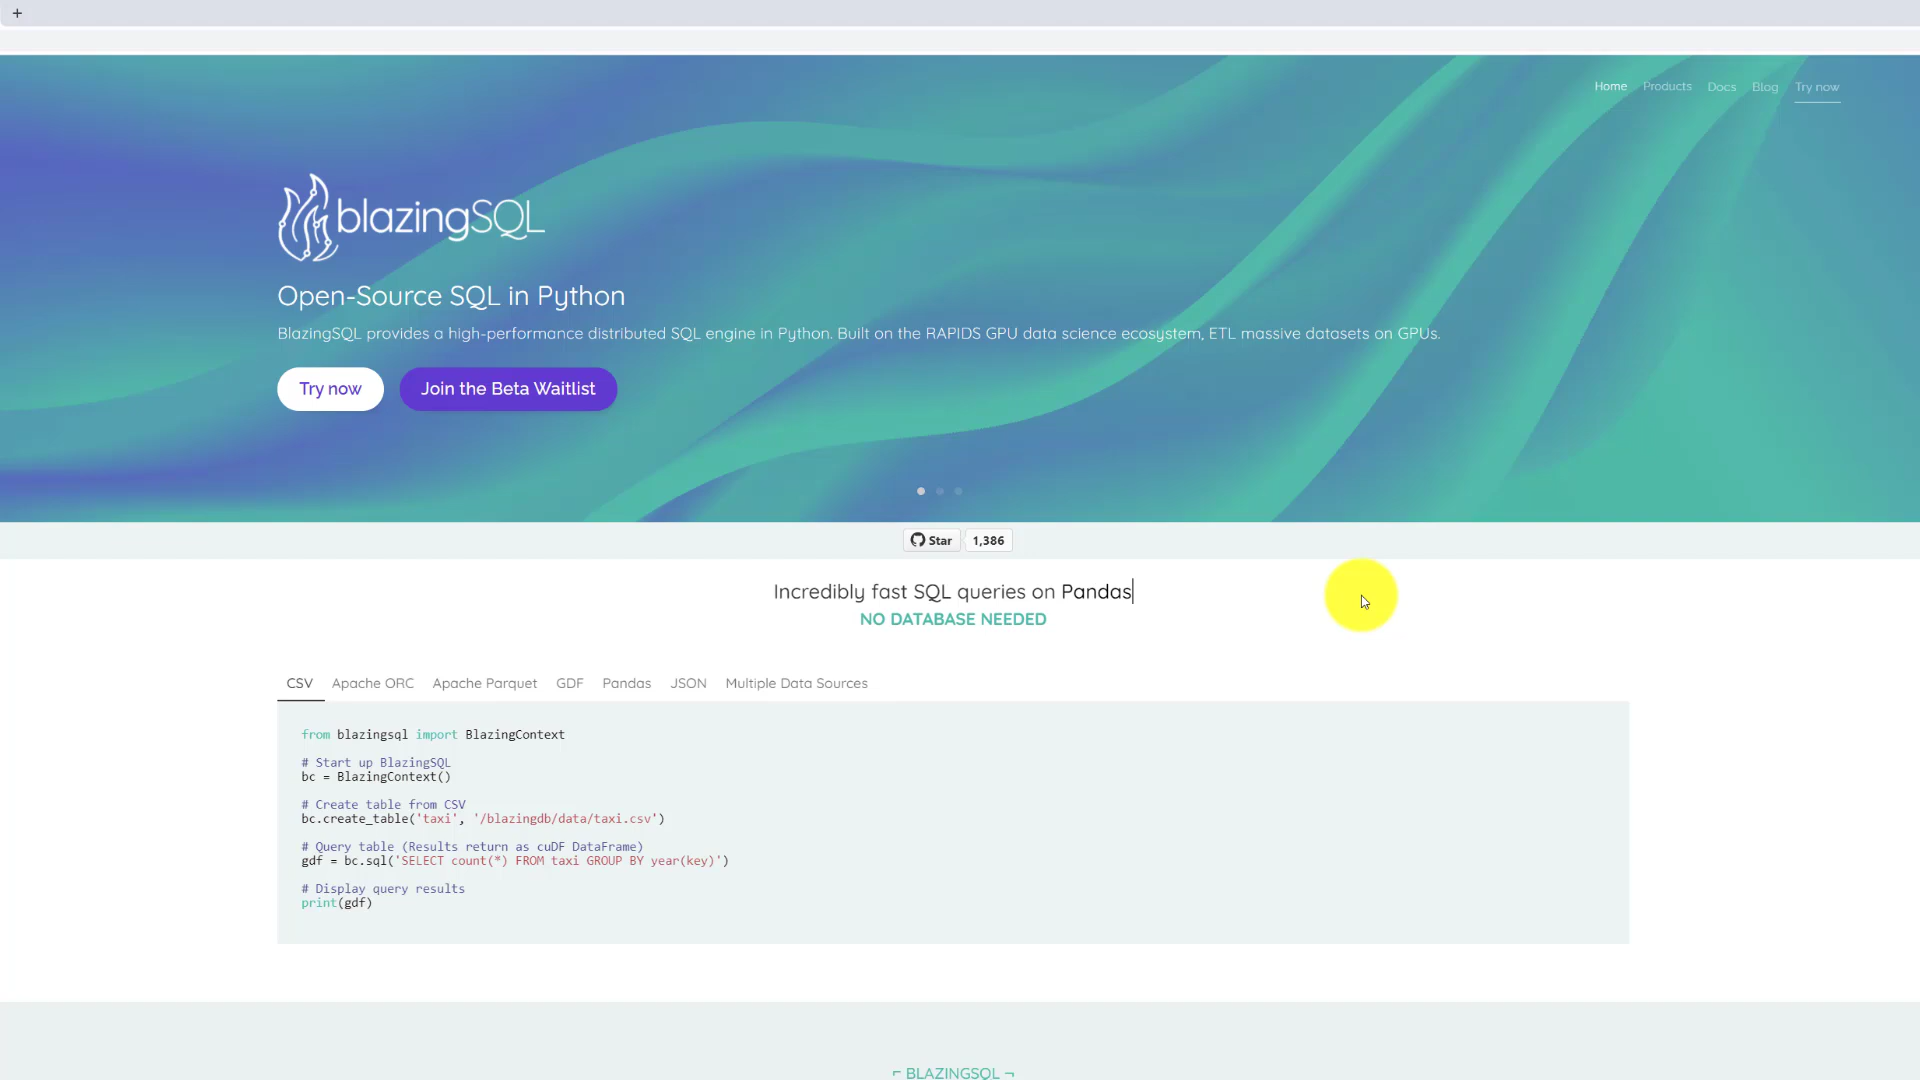 +
Home Products Docs Blog Try now
blazingSQL
Open-Source SQL in Python
BlazingSQL provides a high-performance distributed SQL engine in Python. Built on the RAPIDS GPU data science ecosystem, ETL massive datasets on GPUs.
Try now Join the Beta Waitlist
Star 1,386
Incredibly fast SQL queries on Pandas
NO DATABASE NEEDED
CSV Apache ORC Apache Parquet GDF Pandas JSON Multiple Data Sources
from blazingsql import BlazingContext
# Start up BlazingSQL
bc = BlazingContext()
# Create table from CSV
bc.create_table('taxi', '/blazingdb/data/taxi.csv')
# Query table (Results return as cuDF DataFrame)
gdf = bc.sql('SELECT count(*) FROM taxi GROUP BY year(key)')
# Display query results
print(gdf)
⌐ BLAZINGSQL ¬